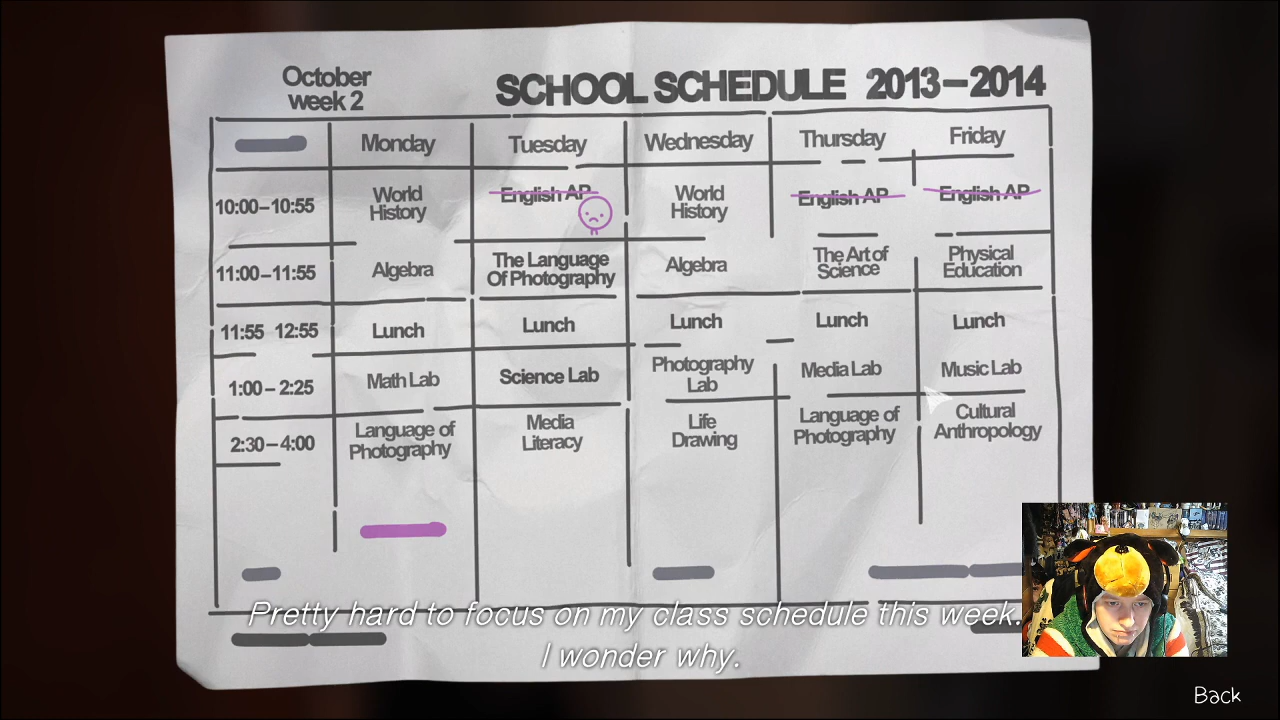 October
week 2
SCHOOL SCHEDULE 2013-2014
Monday Tuesday Wednesday Thursday Friday
10:00-10:55 World History English AP World History English AP English AP
11:00-11:55 Algebra The Language Of Photography Algebra The Art of Science Physical Education
11:55 12:55 Lunch Lunch Lunch Lunch Lunch
1:00-2:25 Math Lab Science Lab Photography Lab Media Lab Music Lab
2:30-4:00 Language of Photography Media Literacy Life Drawing Language of Photography Cultural Anthropology
Pretty hard to focus on my class schedule this week.
I wonder why.
Back